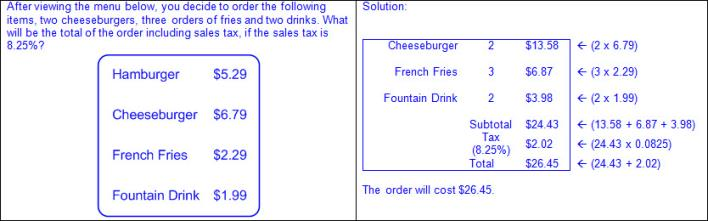 After viewing the menu below, you decide to order the following
items, two cheeseburgers, three orders of fries and two drinks. What
will be the total of the order including sales tax, if the sales tax is
8.25%?
Hamburger $5.29
Cheeseburger $6.79
French Fries $2.29
Fountain Drink $1.99
Solution:
Cheeseburger 2 $13.58 ← (2 x 6.79)
French Fries 3 $6.87 ← (3 x 2.29)
Fountain Drink 2 $3.98 ← (2 x 1.99)
Subtotal $24.43 ← (13.58 + 6.87 + 3.98)
Tax
(8.25%) $2.02 ← (24.43 x 0.0825)
Total $26.45 ← (24.43 + 2.02)
The order will cost $26.45.